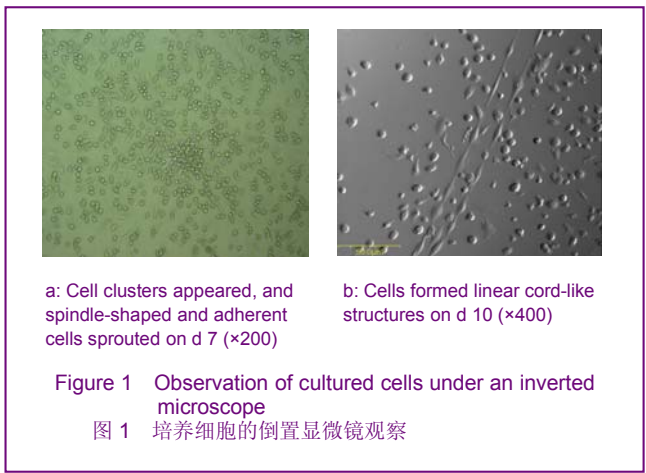 a: Cell clusters appeared, and
spindle-shaped and adherent
cells sprouted on d 7 (×200)
b: Cells formed linear cord-like
structures on d 10 (×400)
Figure 1 Observation of cultured cells under an inverted
microscope
图 1 培养细胞的倒置显微镜观察